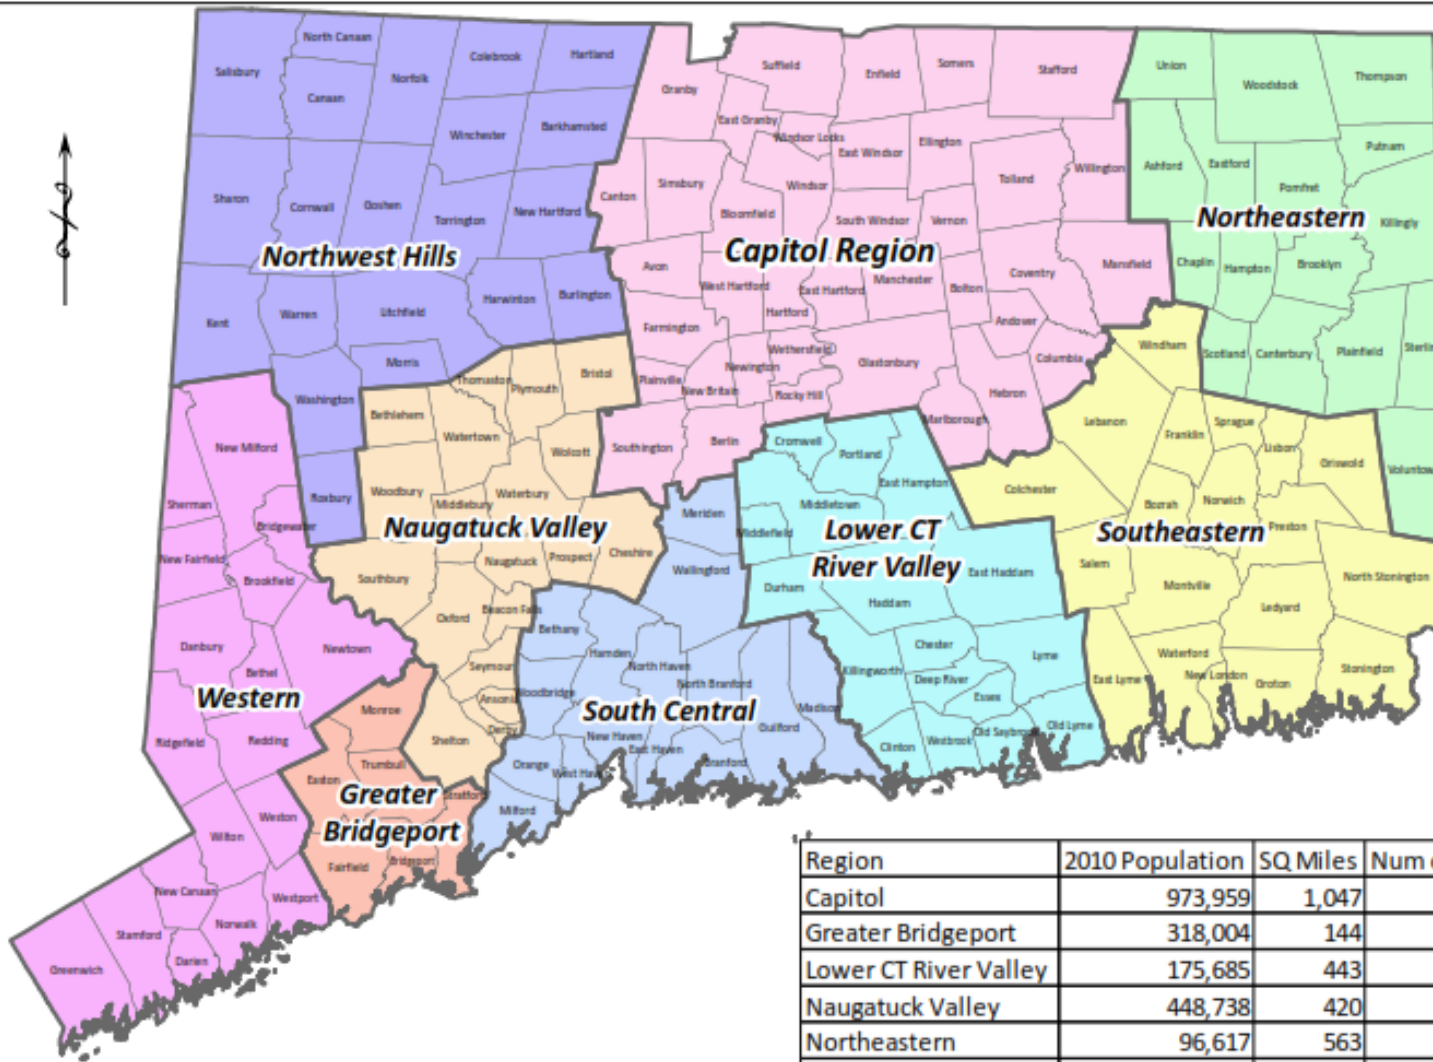 North Canaan
Colebrook
Hartland
Salisbury
Norfolk
Canaan
Winchester
Barkhamsted
Sharon
Cornwall
Goshen
Torrington
New Hartford
Northwest Hills
Kent
Warren
Litchfield
Harwinton
Burlington
Morris
Washington
Roxbury
Suffield
Enfield
Somers
Stafford
Granby
East Granby
Windsor Locks
East Windsor
Ellington
Willington
Tolland
Canton
Simsbury
Windsor
Bloomfield
South Windsor
Vernon
Capitol Region
Avon
West Hartford
East Hartford
Manchester
Bolton
Coventry
Mansfield
Hartford
Farmington
Andover
Wethersfield
Columbia
Newington
Glastonbury
Plainville
New Britain
Rocky Hill
Hebron
Marlborough
Southington
Berlin
Union
Woodstock
Thompson
Putnam
Ashford
Eastford
Pomfret
Northeastern
Killingly
Chaplin
Hampton
Brooklyn
Scotland
Canterbury
Plainfield
Sterlin
Voluntow
Thomaston
Plymouth
Bristol
Bethlehem
Watertown
Wolcott
Woodbury
Middlebury
Waterbury
Naugatuck Valley
Naugatuck
Prospect
Cheshire
Southbury
Oxford
Beacon Falls
Seymour
Ansonia
Derby
Shelton
New Milford
Sherman
Bridgewater
New Fairfield
Brookfield
Danbury
Newtown
Bethel
Western
Ridgefield
Redding
Weston
Wilton
New Canaan
Westport
Norwalk
Stamford
Darien
Greenwich
Monroe
Trumbull
Easton
Greater
Bridgeport
Stratford
Fairfield
Bridgeport
Meriden
Wallingford
Bethany
Hamden
North Haven
North Branford
Woodbridge
South Central
Madison
Guilford
New Haven
East Haven
Branford
Orange
West Haven
Milford
Cromwell
Portland
East Hampton
Middletown
Middlefield
Lower CT
River Valley
East Haddam
Durham
Haddam
Chester
Lyme
Killingworth
Deep River
Essex
Clinton
Westbrook
Old Saybrook
Old Lyme
Windham
Lebanon
Franklin
Sprague
Lisbon
Griswold
Colchester
Bozrah
Norwich
Preston
Southeastern
Salem
Montville
North Stonington
Ledyard
Waterford
New London
East Lyme
Groton
Stonington
Region 2010 Population SQ Miles Num
Capitol 973,959 1,047
Greater Bridgeport 318,004 144
Lower CT River Valley 175,685 443
Naugatuck Valley 448,738 420
Northeastern 96,617 563